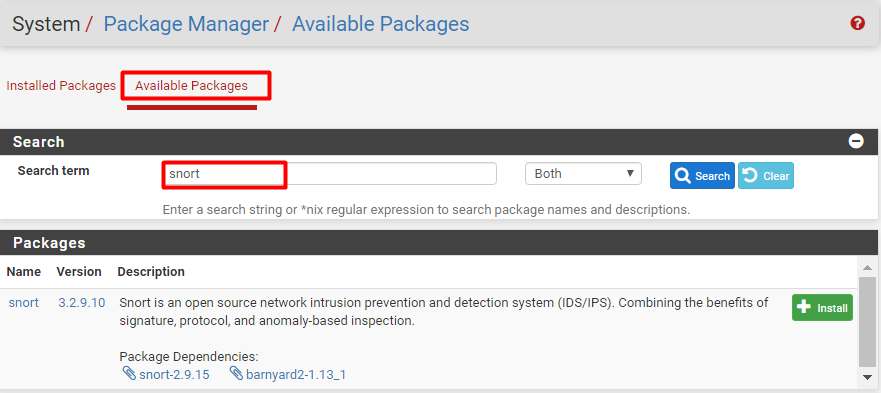 System / Package Manager / Available Packages
Installed Packages Available Packages
Search
Search term snort Both Search Clear
Enter a search string or *nix regular expression to search package names and descriptions.
Packages
Name Version Description
snort 3.2.9.10 Snort is an open source network intrusion prevention and detection system (IDS/IPS). Combining the benefits of
signature, protocol, and anomaly-based inspection.
Install
Package Dependencies:
snort-2.9.15 barnyard2-1.13_1